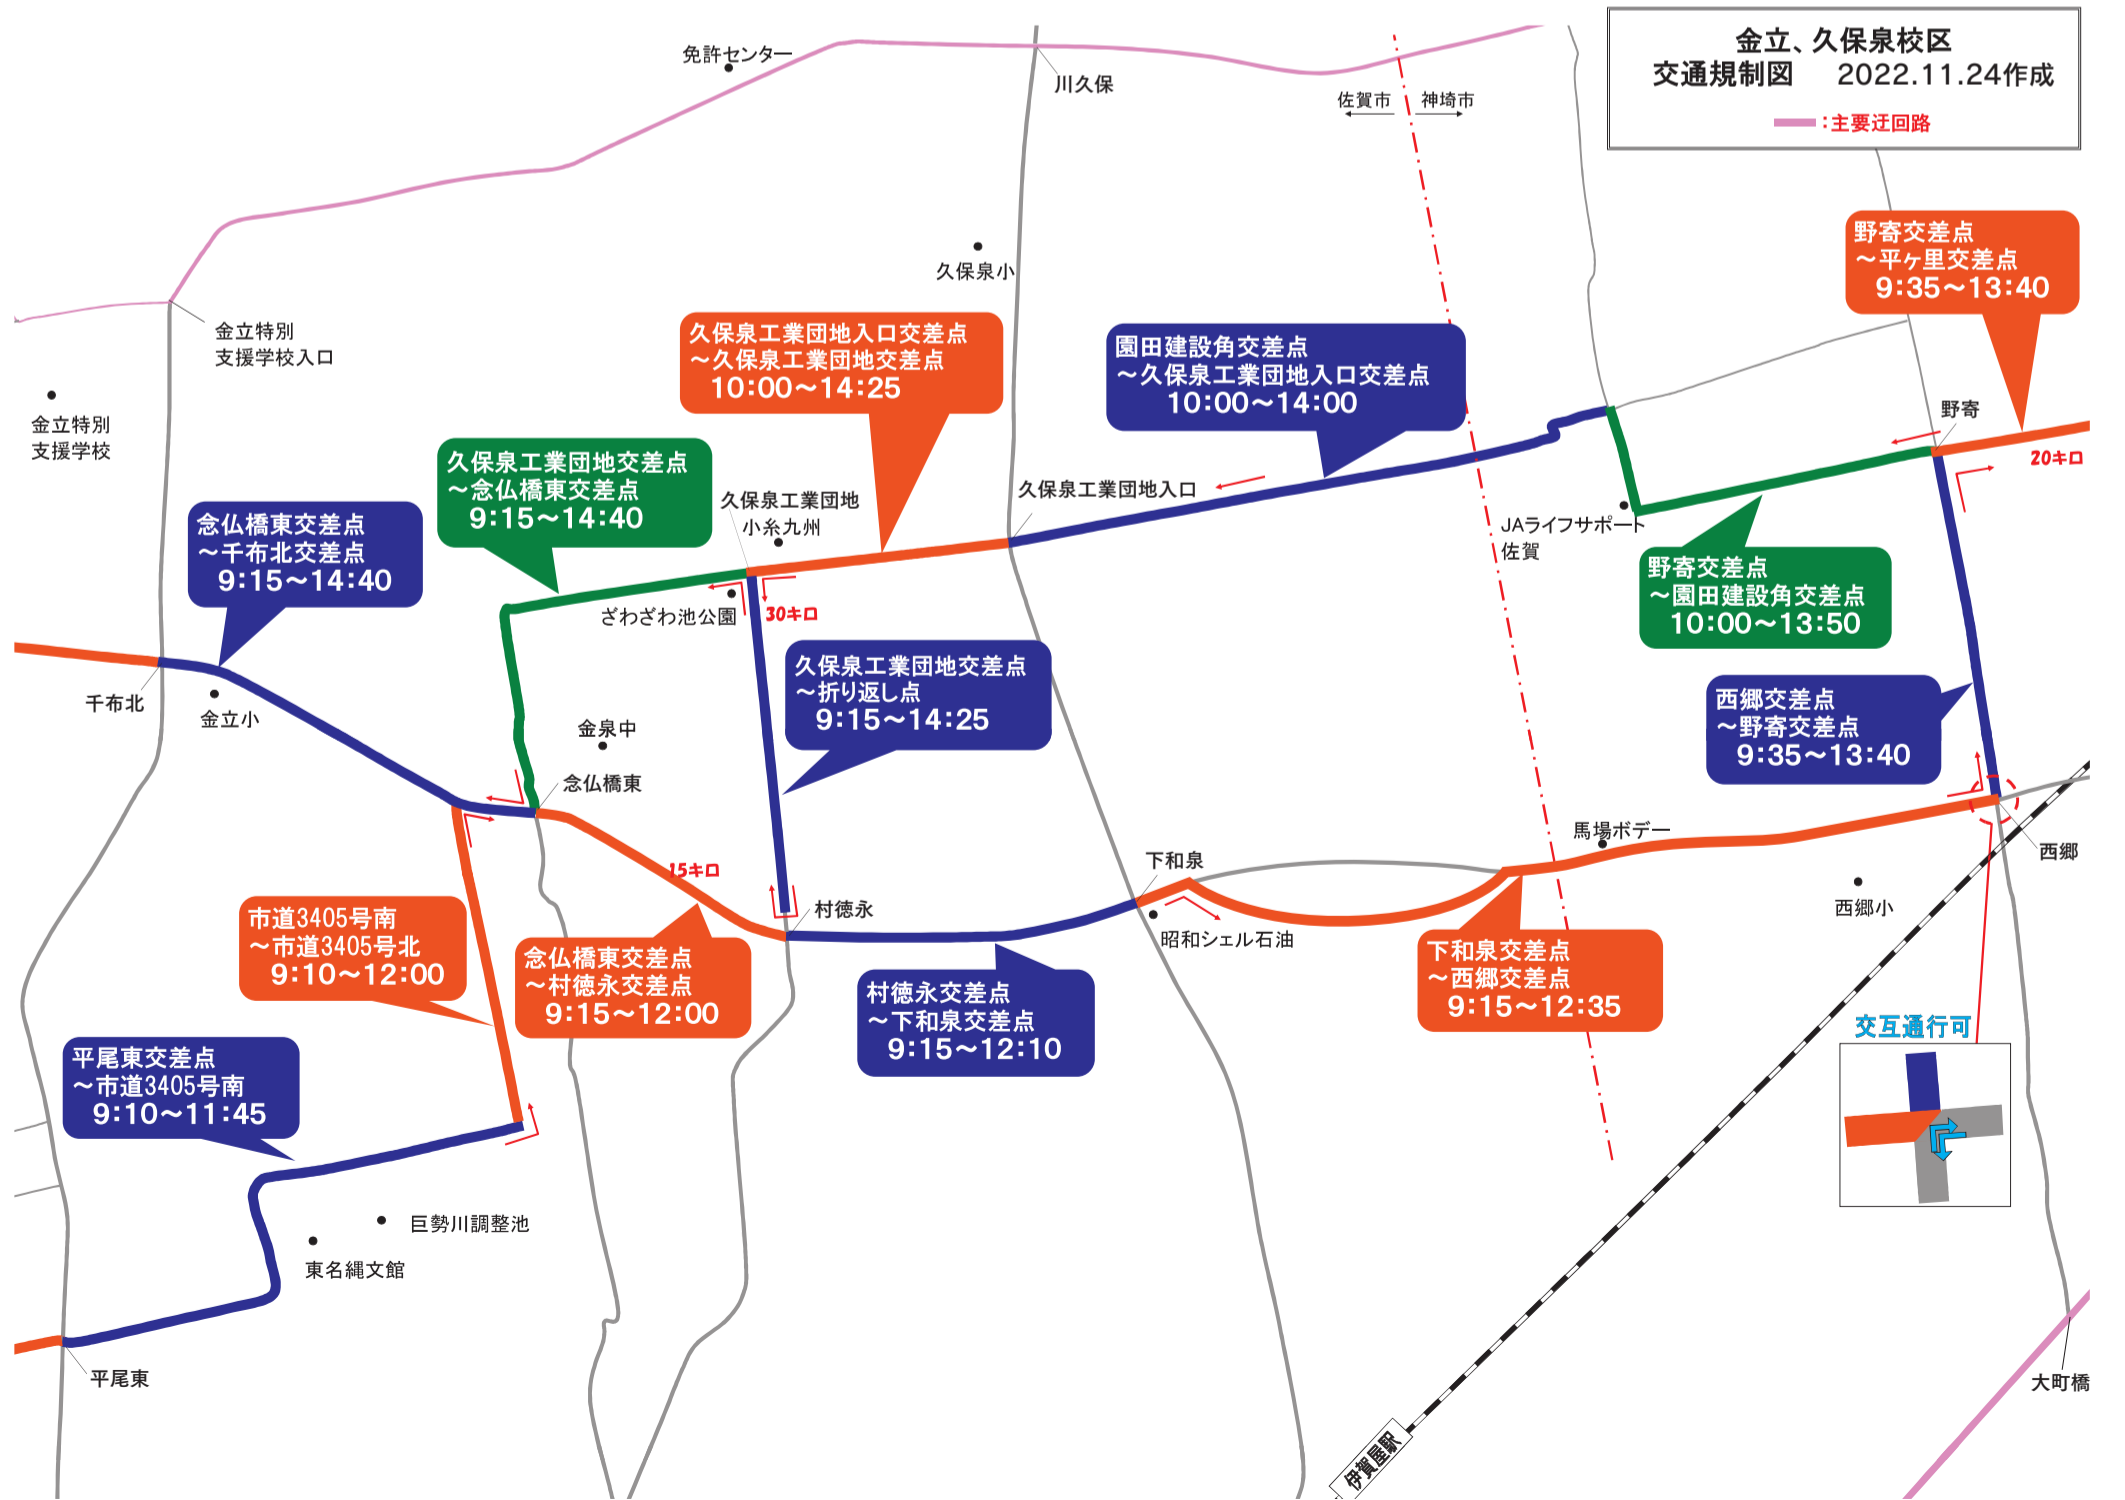 金立、久保泉校区
交通規制図　2022.11.24作成
:主要迂回路
免許センター
川久保
佐賀市
神埼市
久保泉小
金立特別
支援学校入口
金立特別
支援学校
野寄交差点
～平ヶ里交差点
9:35～13:40
久保泉工業団地入口交差点
～久保泉工業団地交差点
10:00～14:25
園田建設角交差点
～久保泉工業団地入口交差点
10:00～14:00
野寄
20キロ
久保泉工業団地交差点
～念仏橋東交差点
9:15～14:40
久保泉工業団地
小糸九州
久保泉工業団地入口
JAライフサポート
佐賀
念仏橋東交差点
～千布北交差点
9:15～14:40
ざわざわ池公園
30キロ
野寄交差点
～園田建設角交差点
10:00～13:50
久保泉工業団地交差点
～折り返し点
9:15～14:25
西郷交差点
～野寄交差点
9:35～13:40
千布北
金立小
金泉中
念仏橋東
15キロ
馬場ボデー
西郷
下和泉
村徳永
昭和シェル石油
西郷小
市道3405号南
～市道3405号北
9:10～12:00
念仏橋東交差点
～村徳永交差点
9:15～12:00
村徳永交差点
～下和泉交差点
9:15～12:10
下和泉交差点
～西郷交差点
9:15～12:35
交互通行可
平尾東交差点
～市道3405号南
9:10～11:45
巨勢川調整池
東名縄文館
平尾東
大町橋
伊賀屋駅